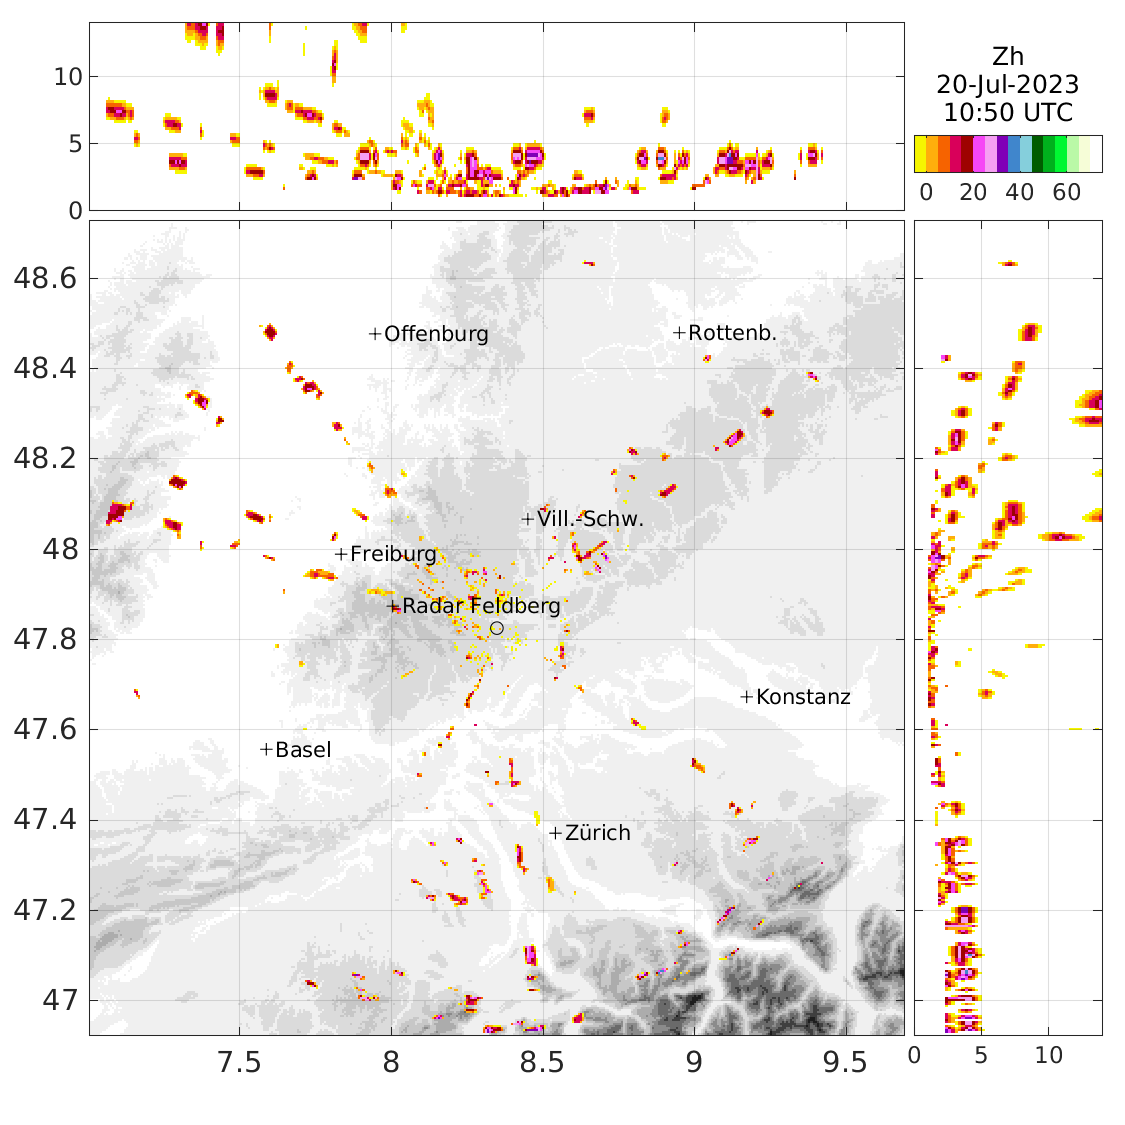 Zh
20-Jul-2023
10:50 UTC
0 20 40 60
10
5
0
48.6
48.4
48.2
48
47.8
47.6
47.4
47.2
47
+Offenburg
+Rottenb.
+Vill.-Schw.
+Freiburg
+Radar Feldberg
+Konstanz
+Basel
+Zürich
7.5 8 8.5 9 9.5
0 5 10